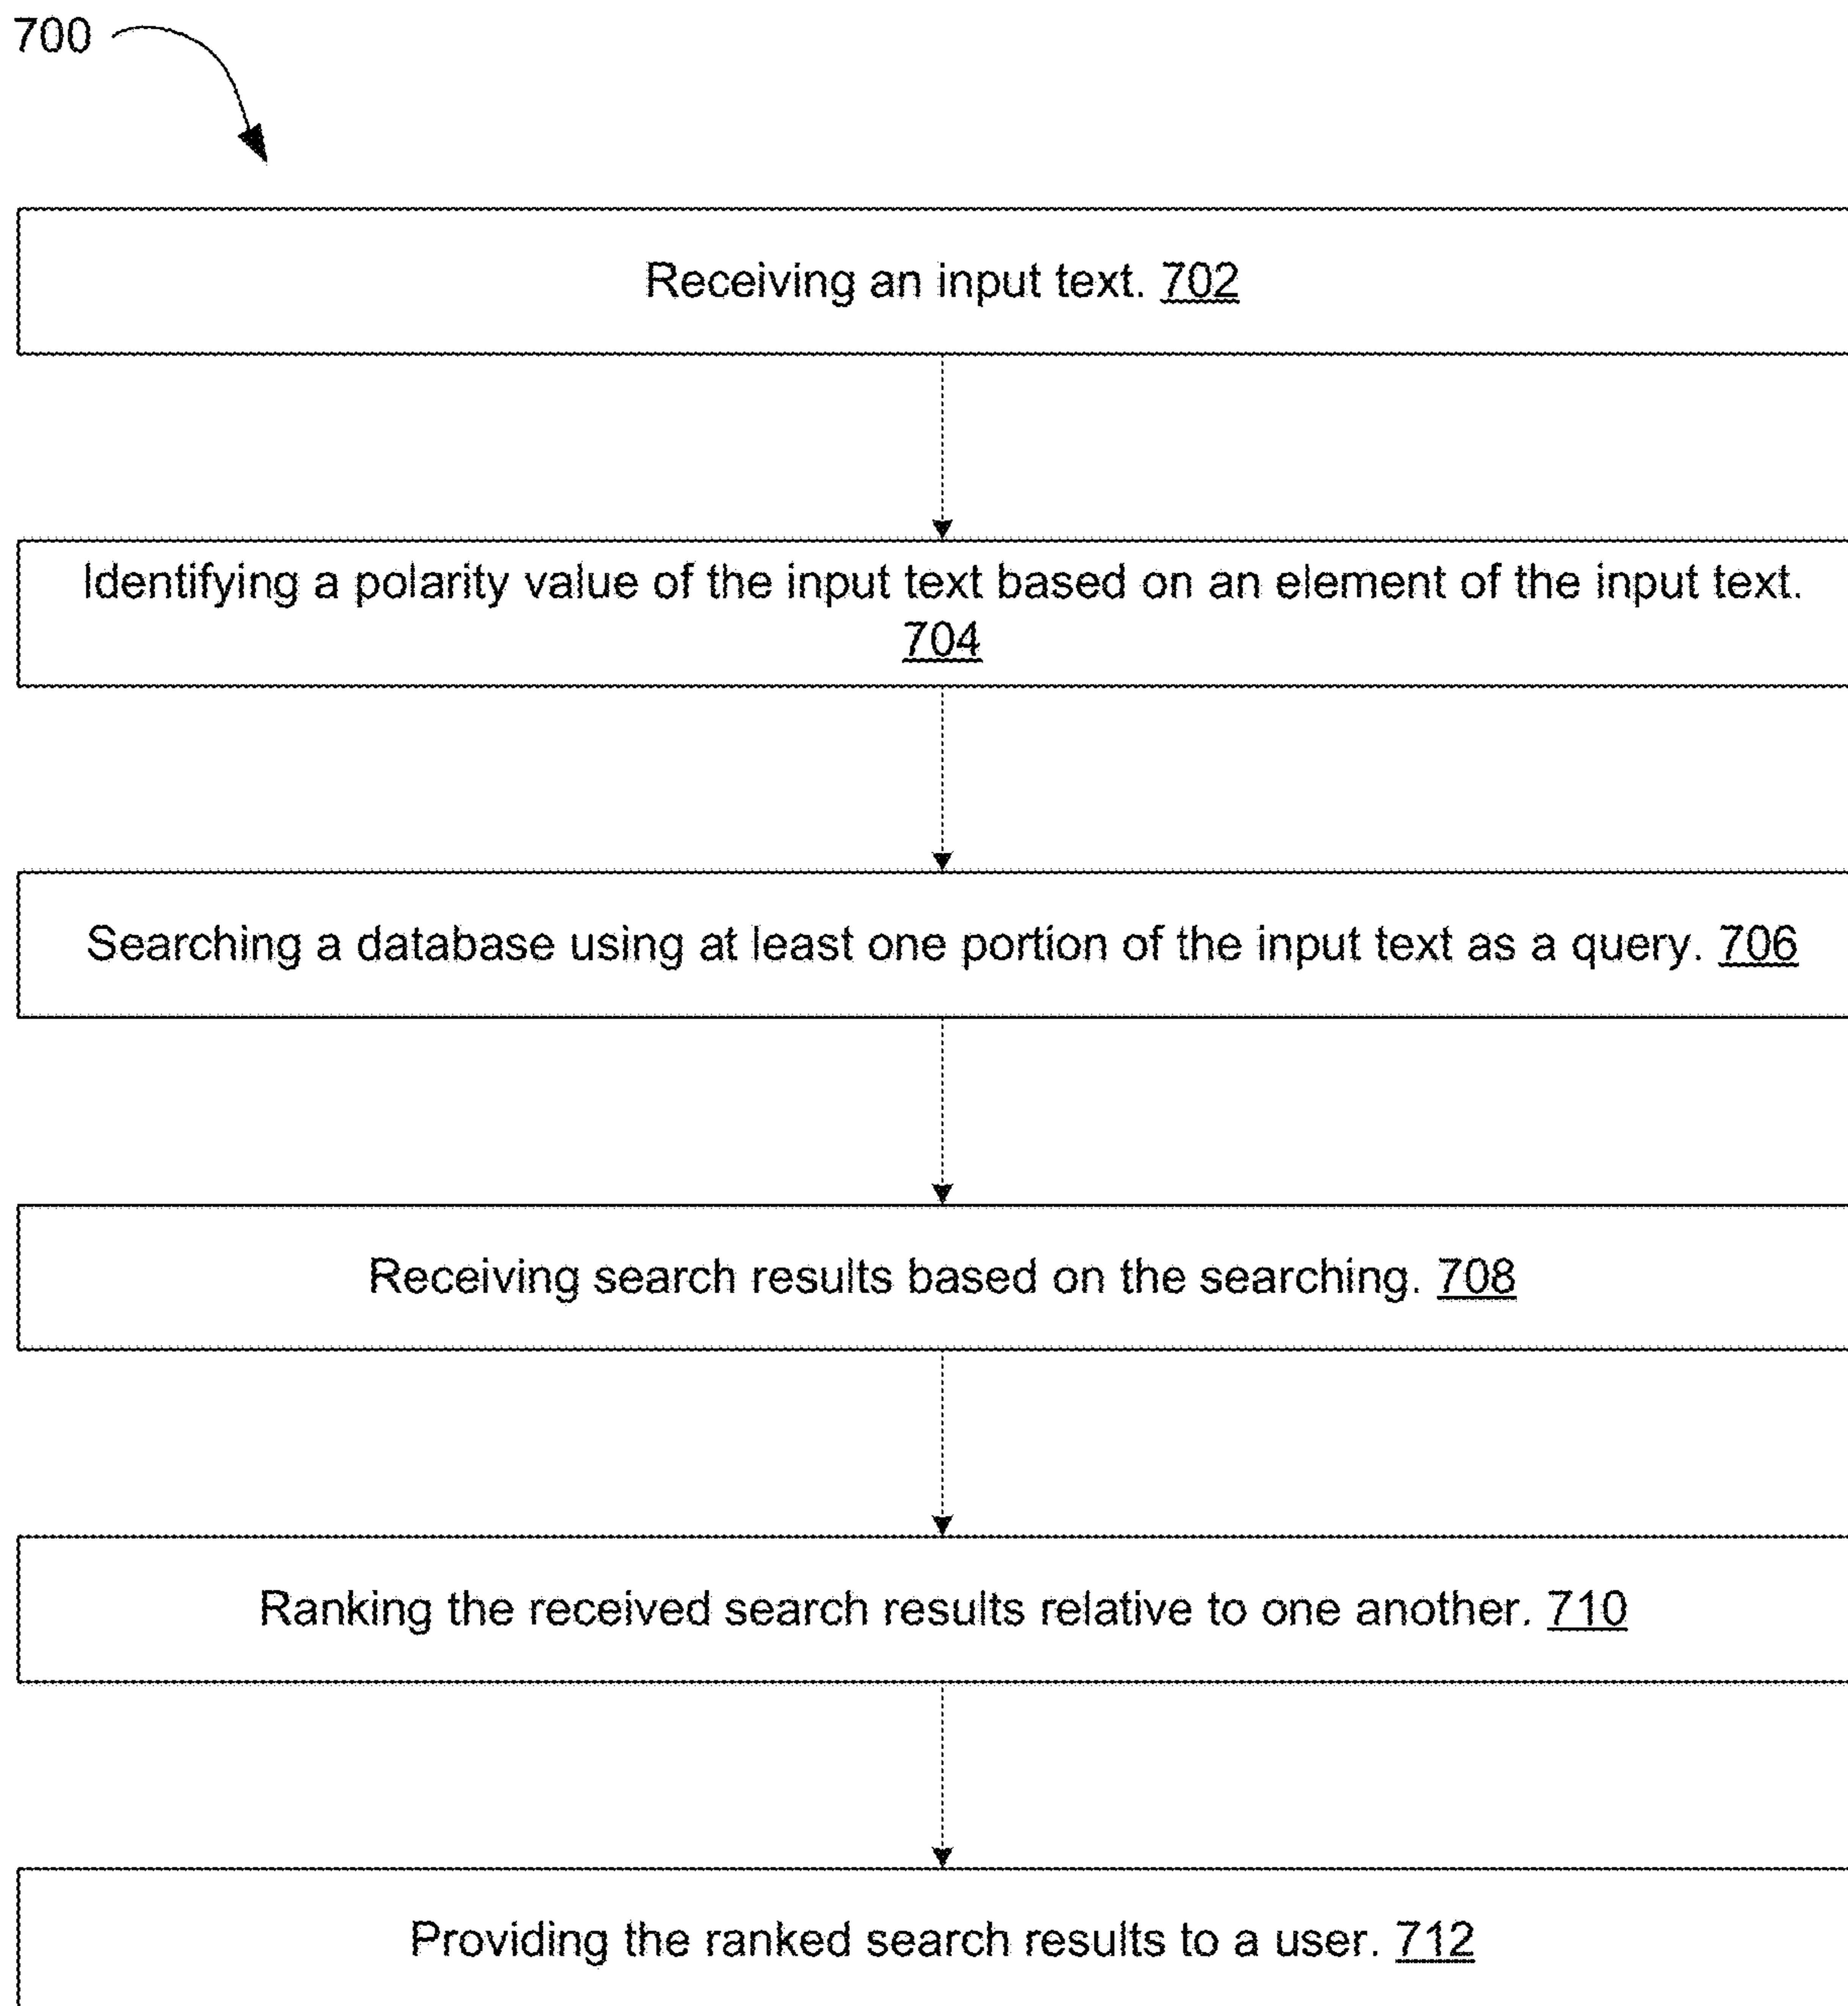 700
Receiving an input text. 702
Identifying a polarity value of the input text based on an element of the input text.
704
Searching a database using at least one portion of the input text as a query. 706
Receiving search results based on the searching. 708
Ranking the received search results relative to one another. 710
Providing the ranked search results to a user. 712